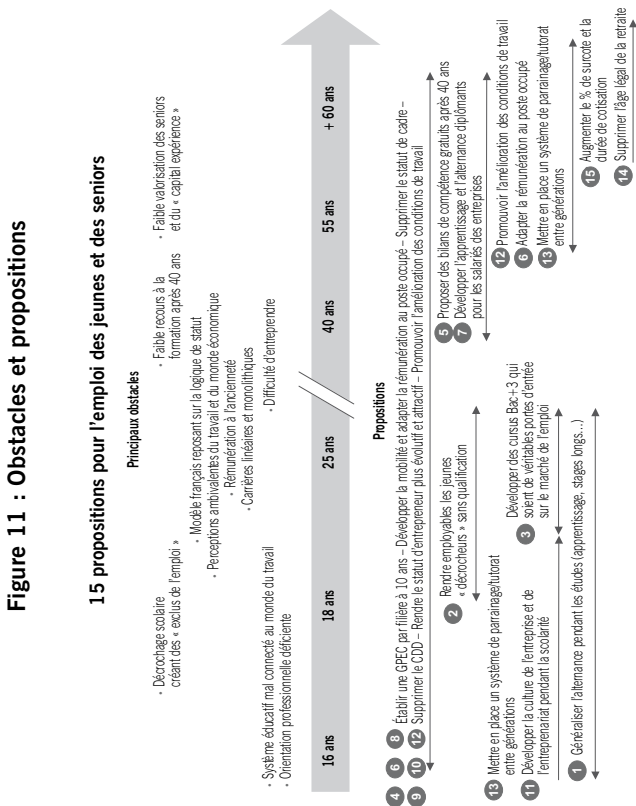 Figure 11 : Obstacles et propositions
15 propositions pour l'emploi des jeunes et des seniors
Principaux obstacles
• Décrochage scolaire
créant des « exclus de l'emploi »
• Faible recours à la
formation après 40 ans
• Faible valorisation des seniors
et du « capital expérience »
• Modèle français reposant sur la logique de statut
• Perceptions ambivalentes du travail et du monde économique
• Rémunération à l'ancienneté
• Carrières linéaires et monolithiques
• Système éducatif mal connecté au monde du travail
• Orientation professionnelle déficiente
• Difficulté d'entreprendre
16 ans 18 ans 25 ans 40 ans 55 ans + 60 ans
Propositions
4 6 8 Établir une GPEC par filière à 10 ans – Développer la mobilité et adapter la rémunération au poste occupé – Supprimer le statut de cadre –
9 10 12 Supprimer le CDD – Rendre le statut d'entrepreneur plus évolutif et attractif – Promouvoir l'amélioration des conditions de travail
2 Rendre employables les jeunes
« décrocheurs » sans qualification
5 Proposer des bilans de compétence gratuits après 40 ans
7 Développer l'apprentissage et l'alternance diplômants
pour les salariés des entreprises
13 Mettre en place un système de parrainage/tutorat
entre générations
11 Développer la culture de l'entreprise et de
l'entreprenariat pendant la scolarité
3 Développer des cursus Bac+3 qui
soient de véritables portes d'entrée
sur le marché de l'emploi
12 Promouvoir l'amélioration des conditions de travail
6 Adapter la rémunération au poste occupé
13 Mettre en place un système de parrainage/tutorat
entre générations
1 Généraliser l'alternance pendant les études (apprentissage, stages longs...)
15 Augmenter le % de surcote et la
durée de cotisation
14 Supprimer l'âge légal de la retraite